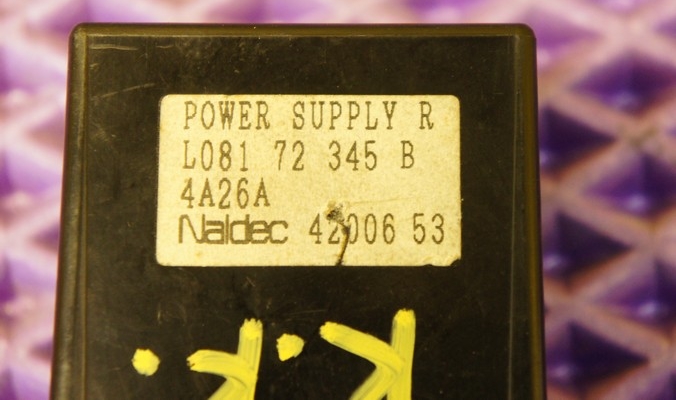 POWER SUPPLY R
L081 72 345 B
4A26A
Naldec 42006 53